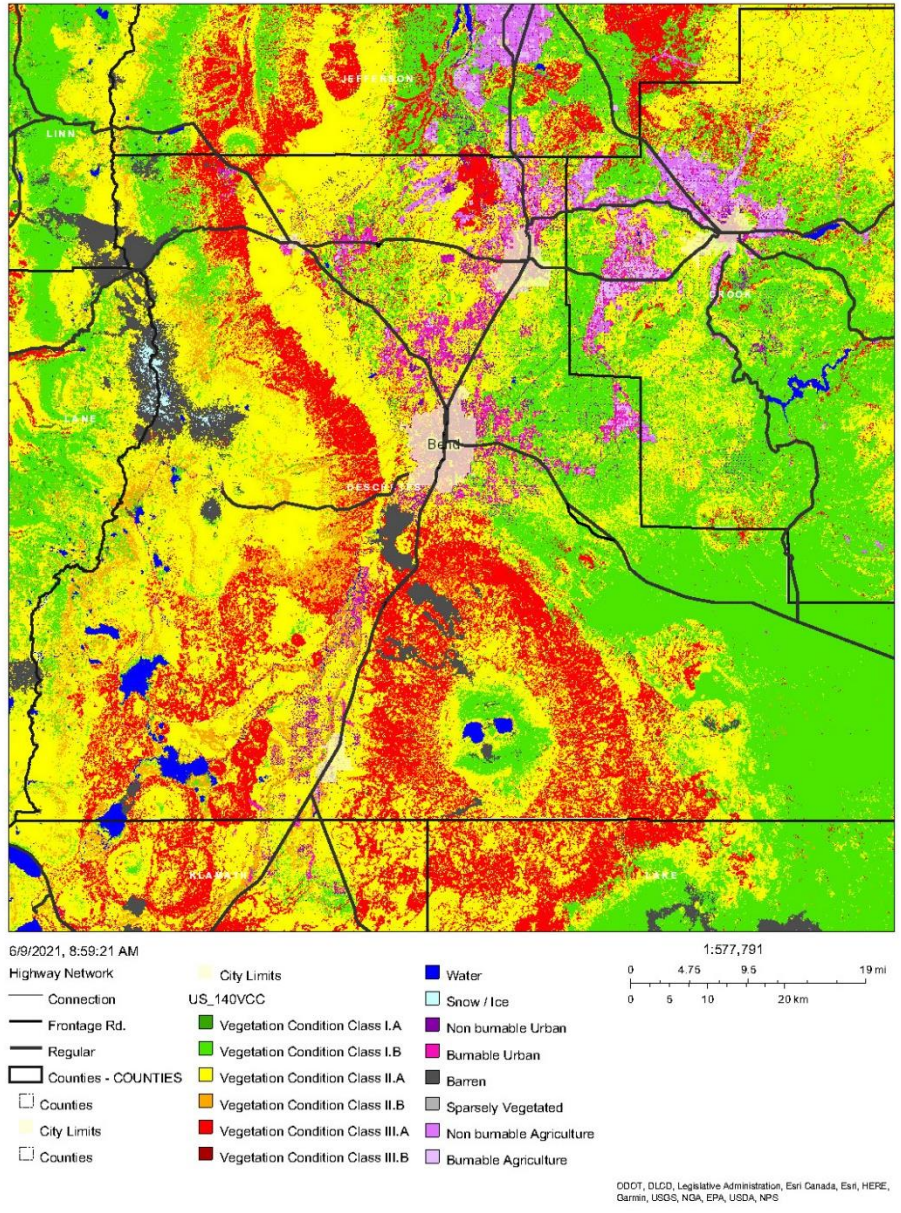 JEFFERSON
LINN
CROOK
LANE
Bend
DESCHUTES
KLAMATH
LAKE
6/9/2021, 8:59:21 AM
1:577,791
Highway Network
Connection
Frontage Rd.
Regular
Counties - COUNTIES
Counties
City Limits
Counties
City Limits
US_140VCC
Vegetation Condition Class I.A
Vegetation Condition Class I.B
Vegetation Condition Class II.A
Vegetation Condition Class II.B
Vegetation Condition Class III.A
Vegetation Condition Class III.B
Water
Snow / Ice
Non burnable Urban
Burnable Urban
Barren
Sparsely Vegetated
Non burnable Agriculture
Burnable Agriculture
0 4.75 9.5 19 mi
0 5 10 20 km
ODOT, DLCD, Legislative Administration, Esri Canada, Esri, HERE,
Garmin, USGS, NGA, EPA, USDA, NPS